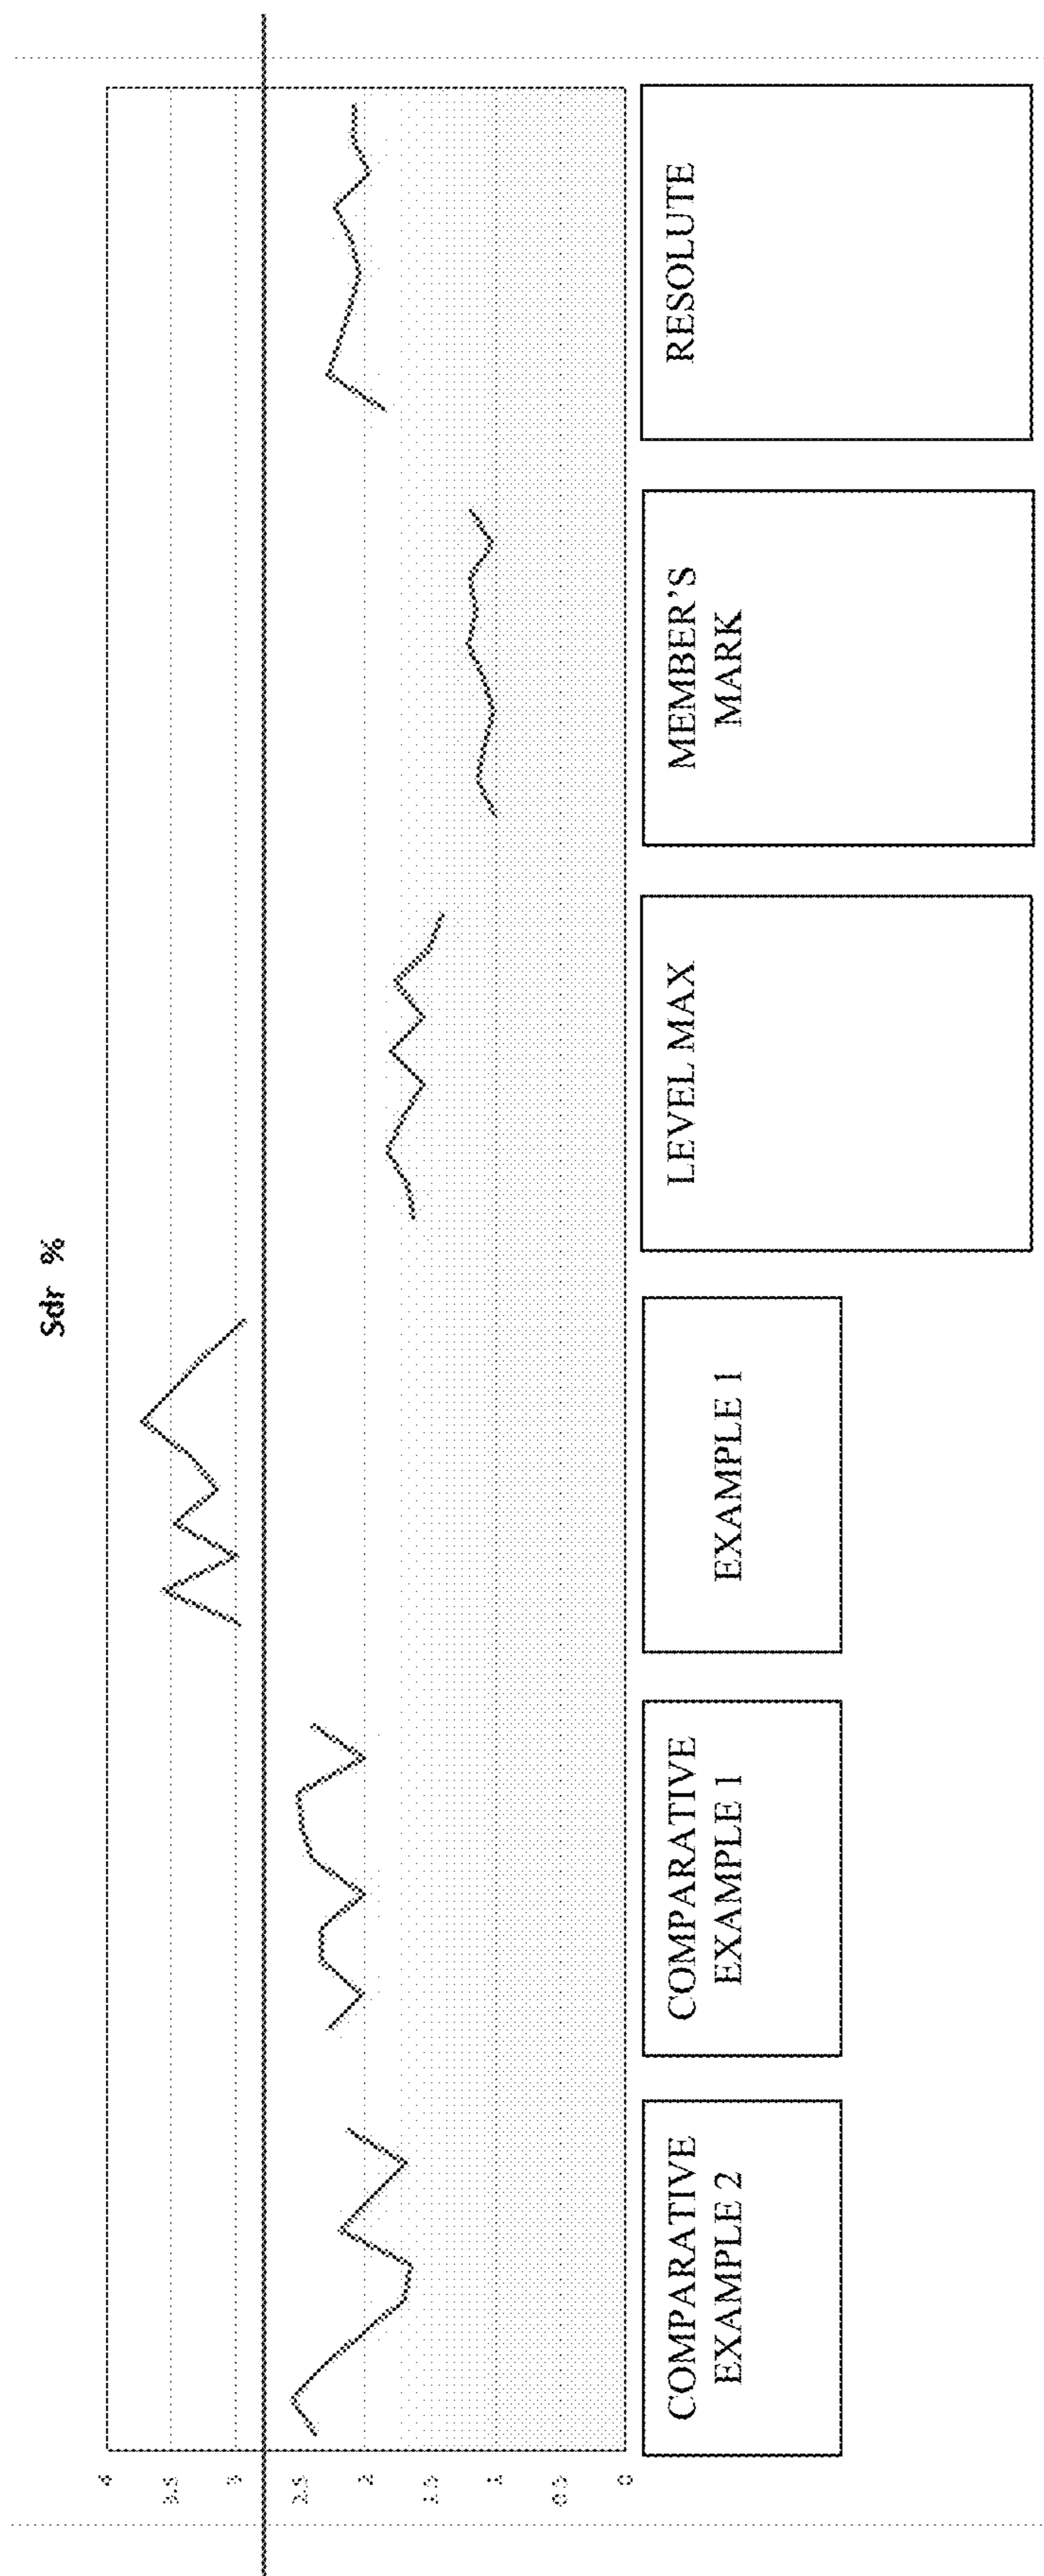 Sdr %
4
3.5
3
2.5
2
1.5
1
0.5
0
COMPARATIVE
EXAMPLE 2
COMPARATIVE
EXAMPLE 1
EXAMPLE 1
LEVEL MAX
MEMBER'S
MARK
RESOLUTE